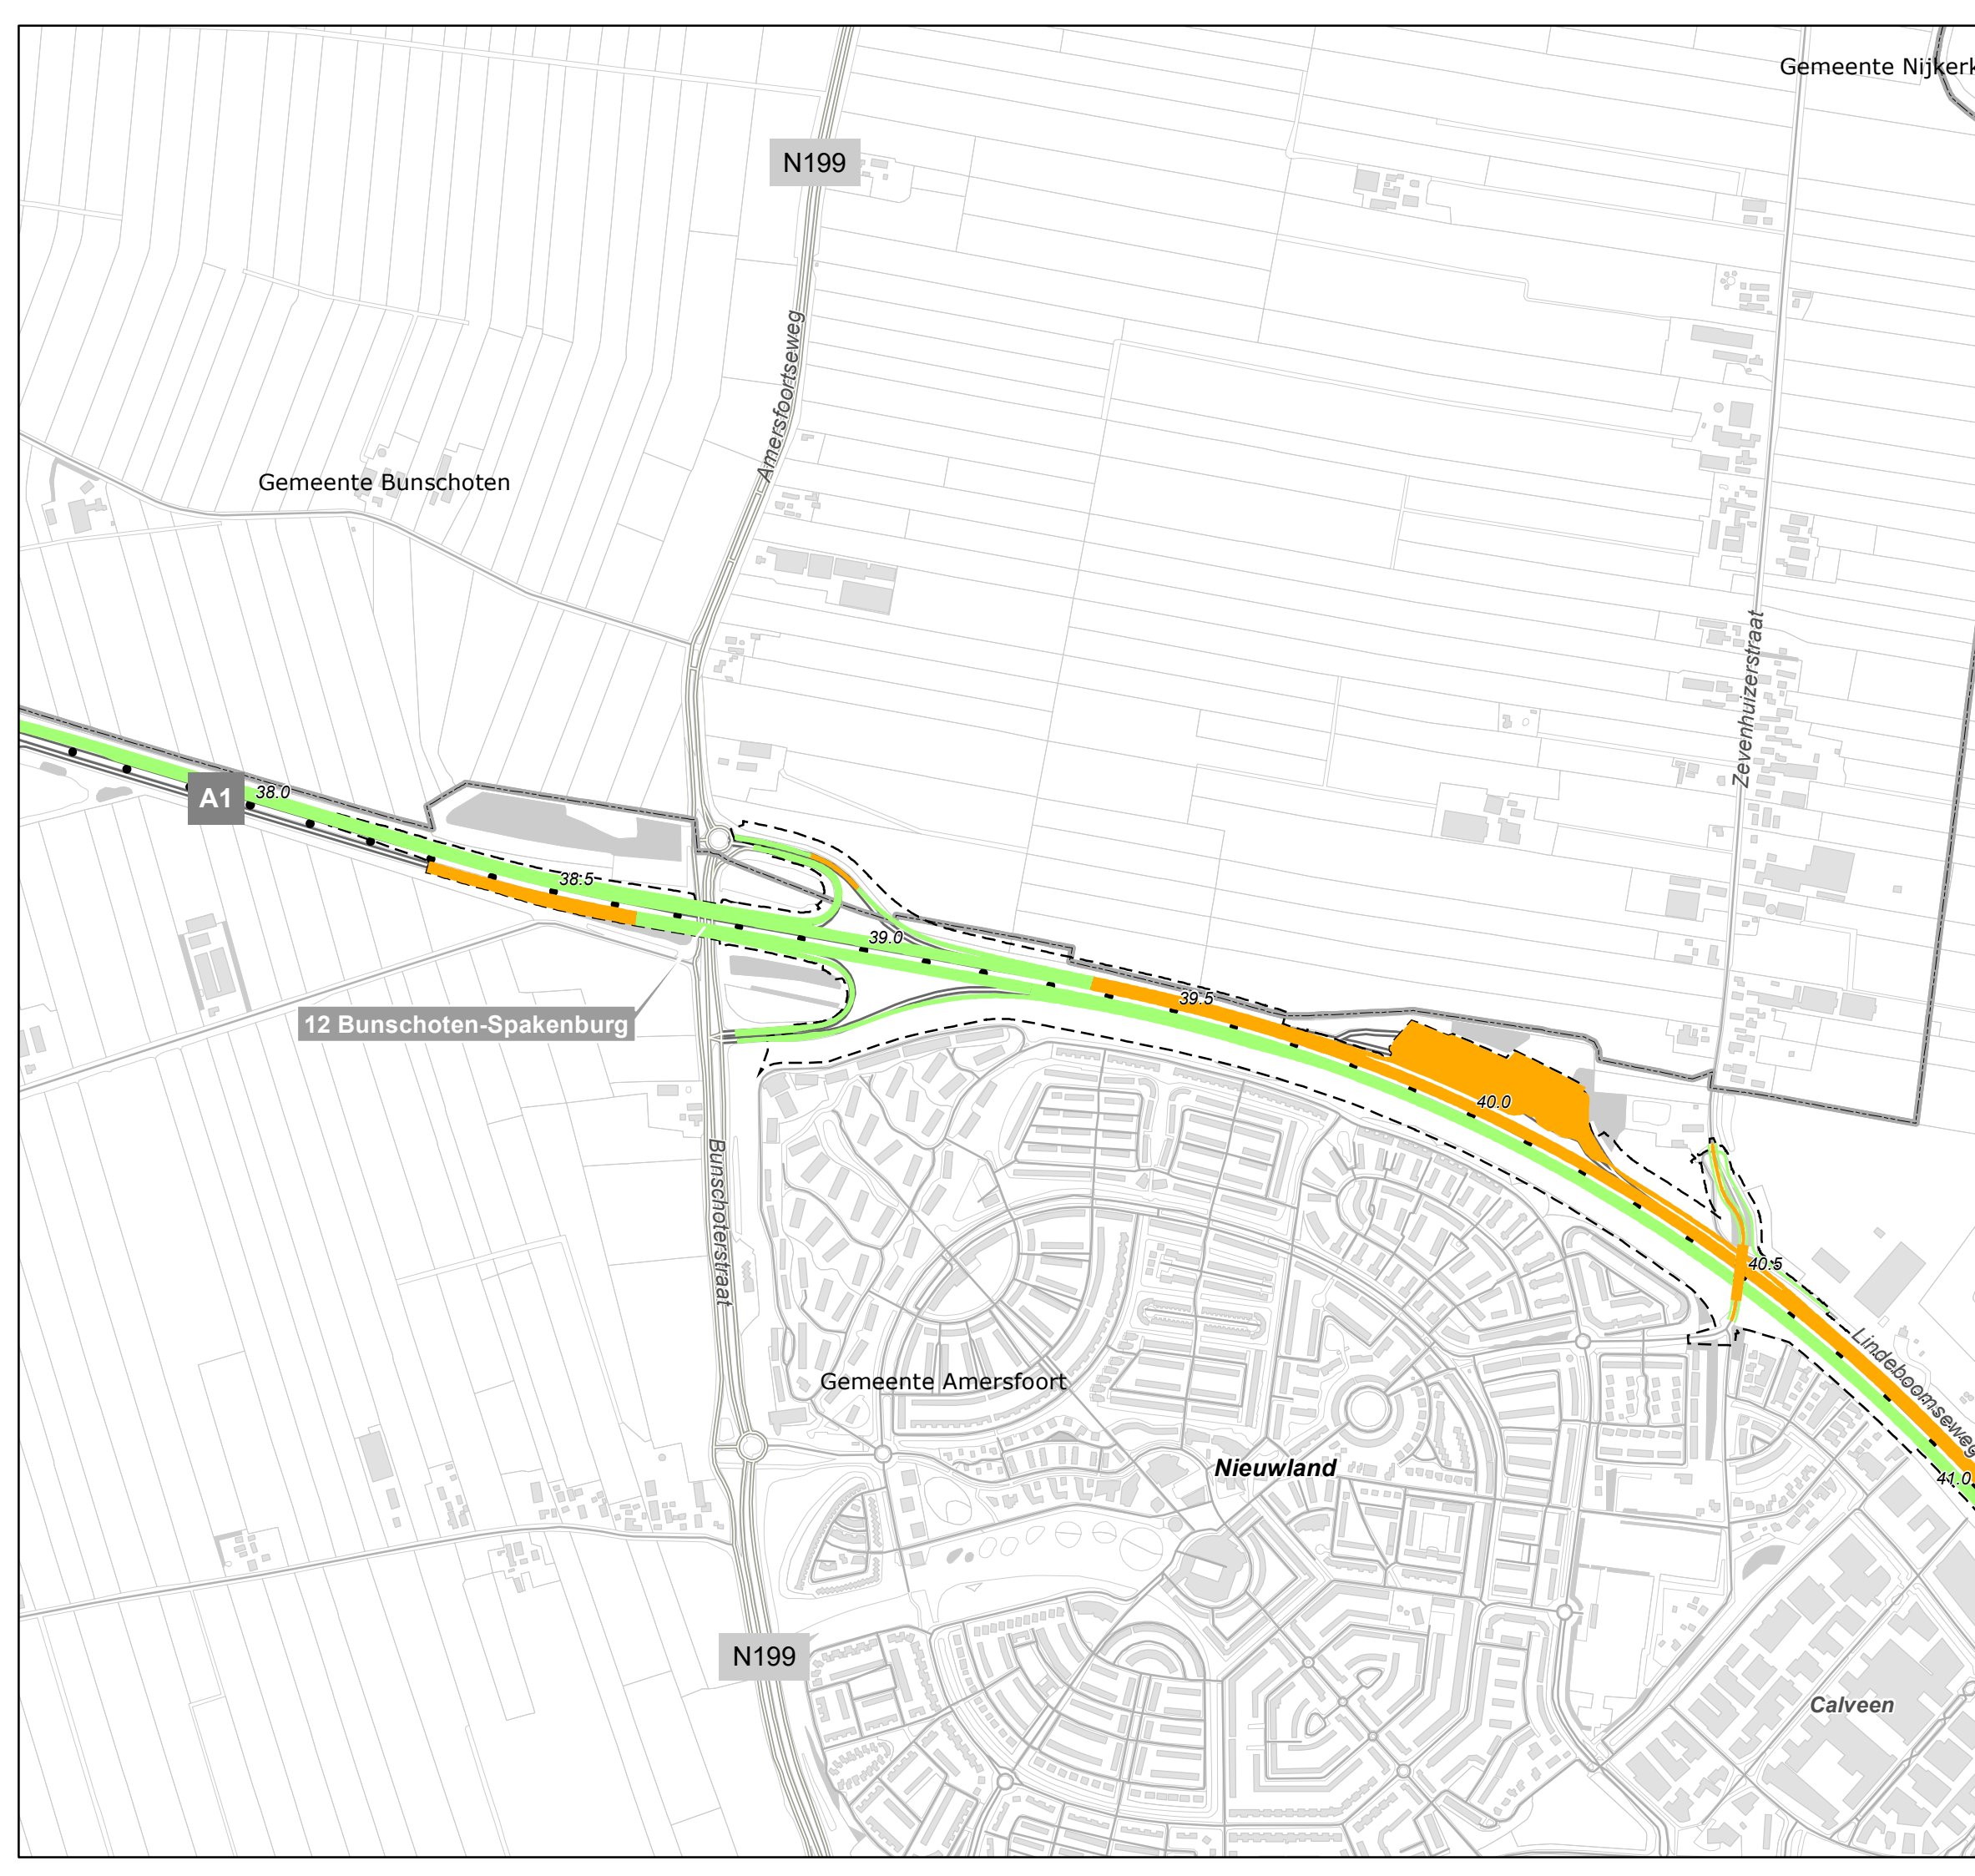 Gemeente Nijkerk
N199
Amersfoortseweg
Gemeente Bunschoten
Zevenhuizerstraat
A1
38.0
38.5
39.0
39.5
12 Bunschoten-Spakenburg
40.0
Bunschoterstraat
40.5
Lindeboomseweg
Gemeente Amersfoort
Nieuwland
41.0
N199
Calveen